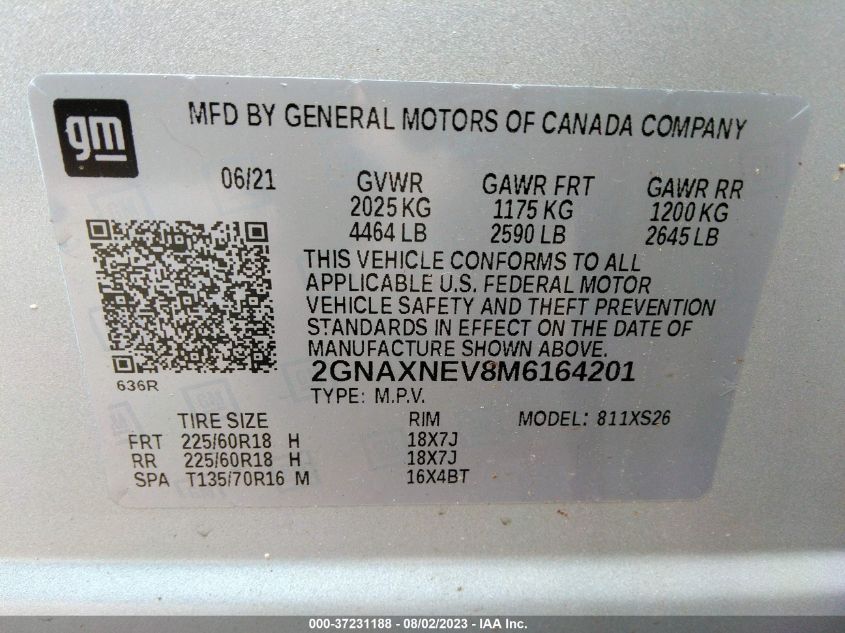 gm
MFD BY GENERAL MOTORS OF CANADA COMPANY
06/21 GVWR GAWR FRT GAWR RR
2025 KG 1175 KG 1200 KG
4464 LB 2590 LB 2645 LB
THIS VEHICLE CONFORMS TO ALL
APPLICABLE U.S. FEDERAL MOTOR
VEHICLE SAFETY AND THEFT PREVENTION
STANDARDS IN EFFECT ON THE DATE OF
MANUFACTURE SHOWN ABOVE.
636R
2GNAXNEV8M6164201
TYPE: M.P.V.
TIRE SIZE RIM MODEL: 811XS26
FRT 225/60R18 H 18X7J
RR 225/60R18 H 18X7J
SPA T135/70R16 M 16X4BT
000-37231188 - 08/02/2023 - IAA Inc.